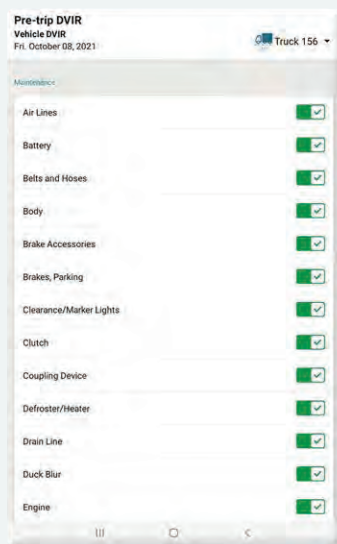 Pre-trip DVIR
Vehicle DVIR
Fri. October 08, 2021
Truck 156
Maintenance
Air Lines
Battery
Belts and Hoses
Body
Brake Accessories
Brakes, Parking
Clearance/Marker Lights
Clutch
Coupling Device
Defroster/Heater
Drain Line
Duck Blur
Engine